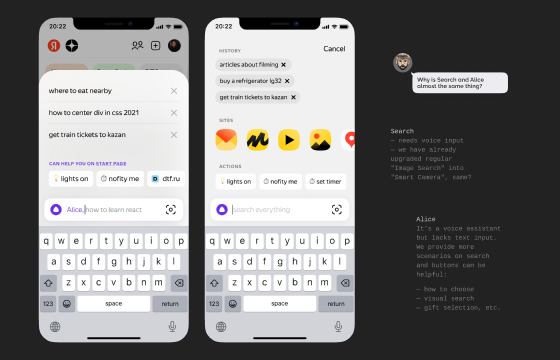 20:22
Я
where to eat nearby
how to center div in css 2021
get train tickets to kazan
CAN HELP YOU ON START PAGE
lights on
nofity me
dtf.ru
Alice, how to learn react
q w e r t y u i o p
a s d f g h j k l
z x c v b n m
123
space
return
20:22
HISTORY
Cancel
articles about filming ×
buy a refrigerator lg32 ×
get train tickets to kazan ×
SITES
ACTIONS
lights on
nofity me
set timer
search everything
q w e r t y u i o p
a s d f g h j k l
z x c v b n m
123
space
return
Why is Search and Alice
almost the same thing?
Search
— needs voice input
— we have already
upgraded regular
"Image Search" into
"Smart Camera", same?
Alice
It's a voice assistant
but lacks text input.
We provide more
scenarios on search
and buttons can be
helpful:
— how to choose
— visual search
— gift selection, etc.